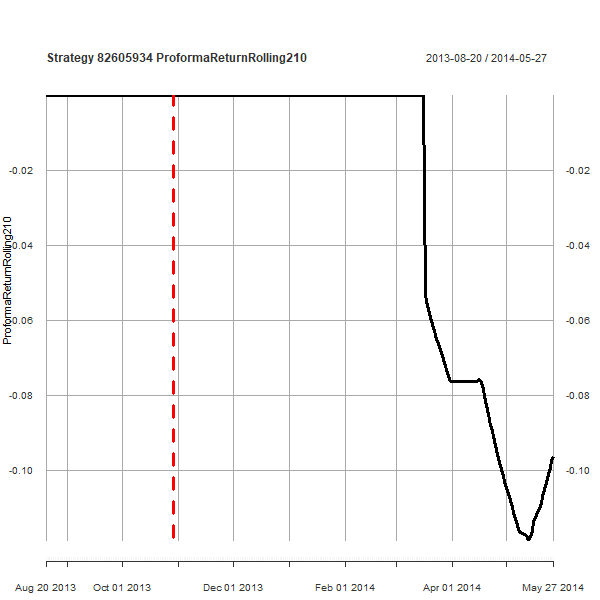 Strategy 82605934 ProformaReturnRolling210
2013-08-20 / 2014-05-27
-0.02
-0.02
-0.04
-0.04
-0.06
-0.06
-0.08
-0.08
-0.10
-0.10
ProformaReturnRolling210
Aug 20 2013
Oct 01 2013
Dec 01 2013
Feb 01 2014
Apr 01 2014
May 27 2014